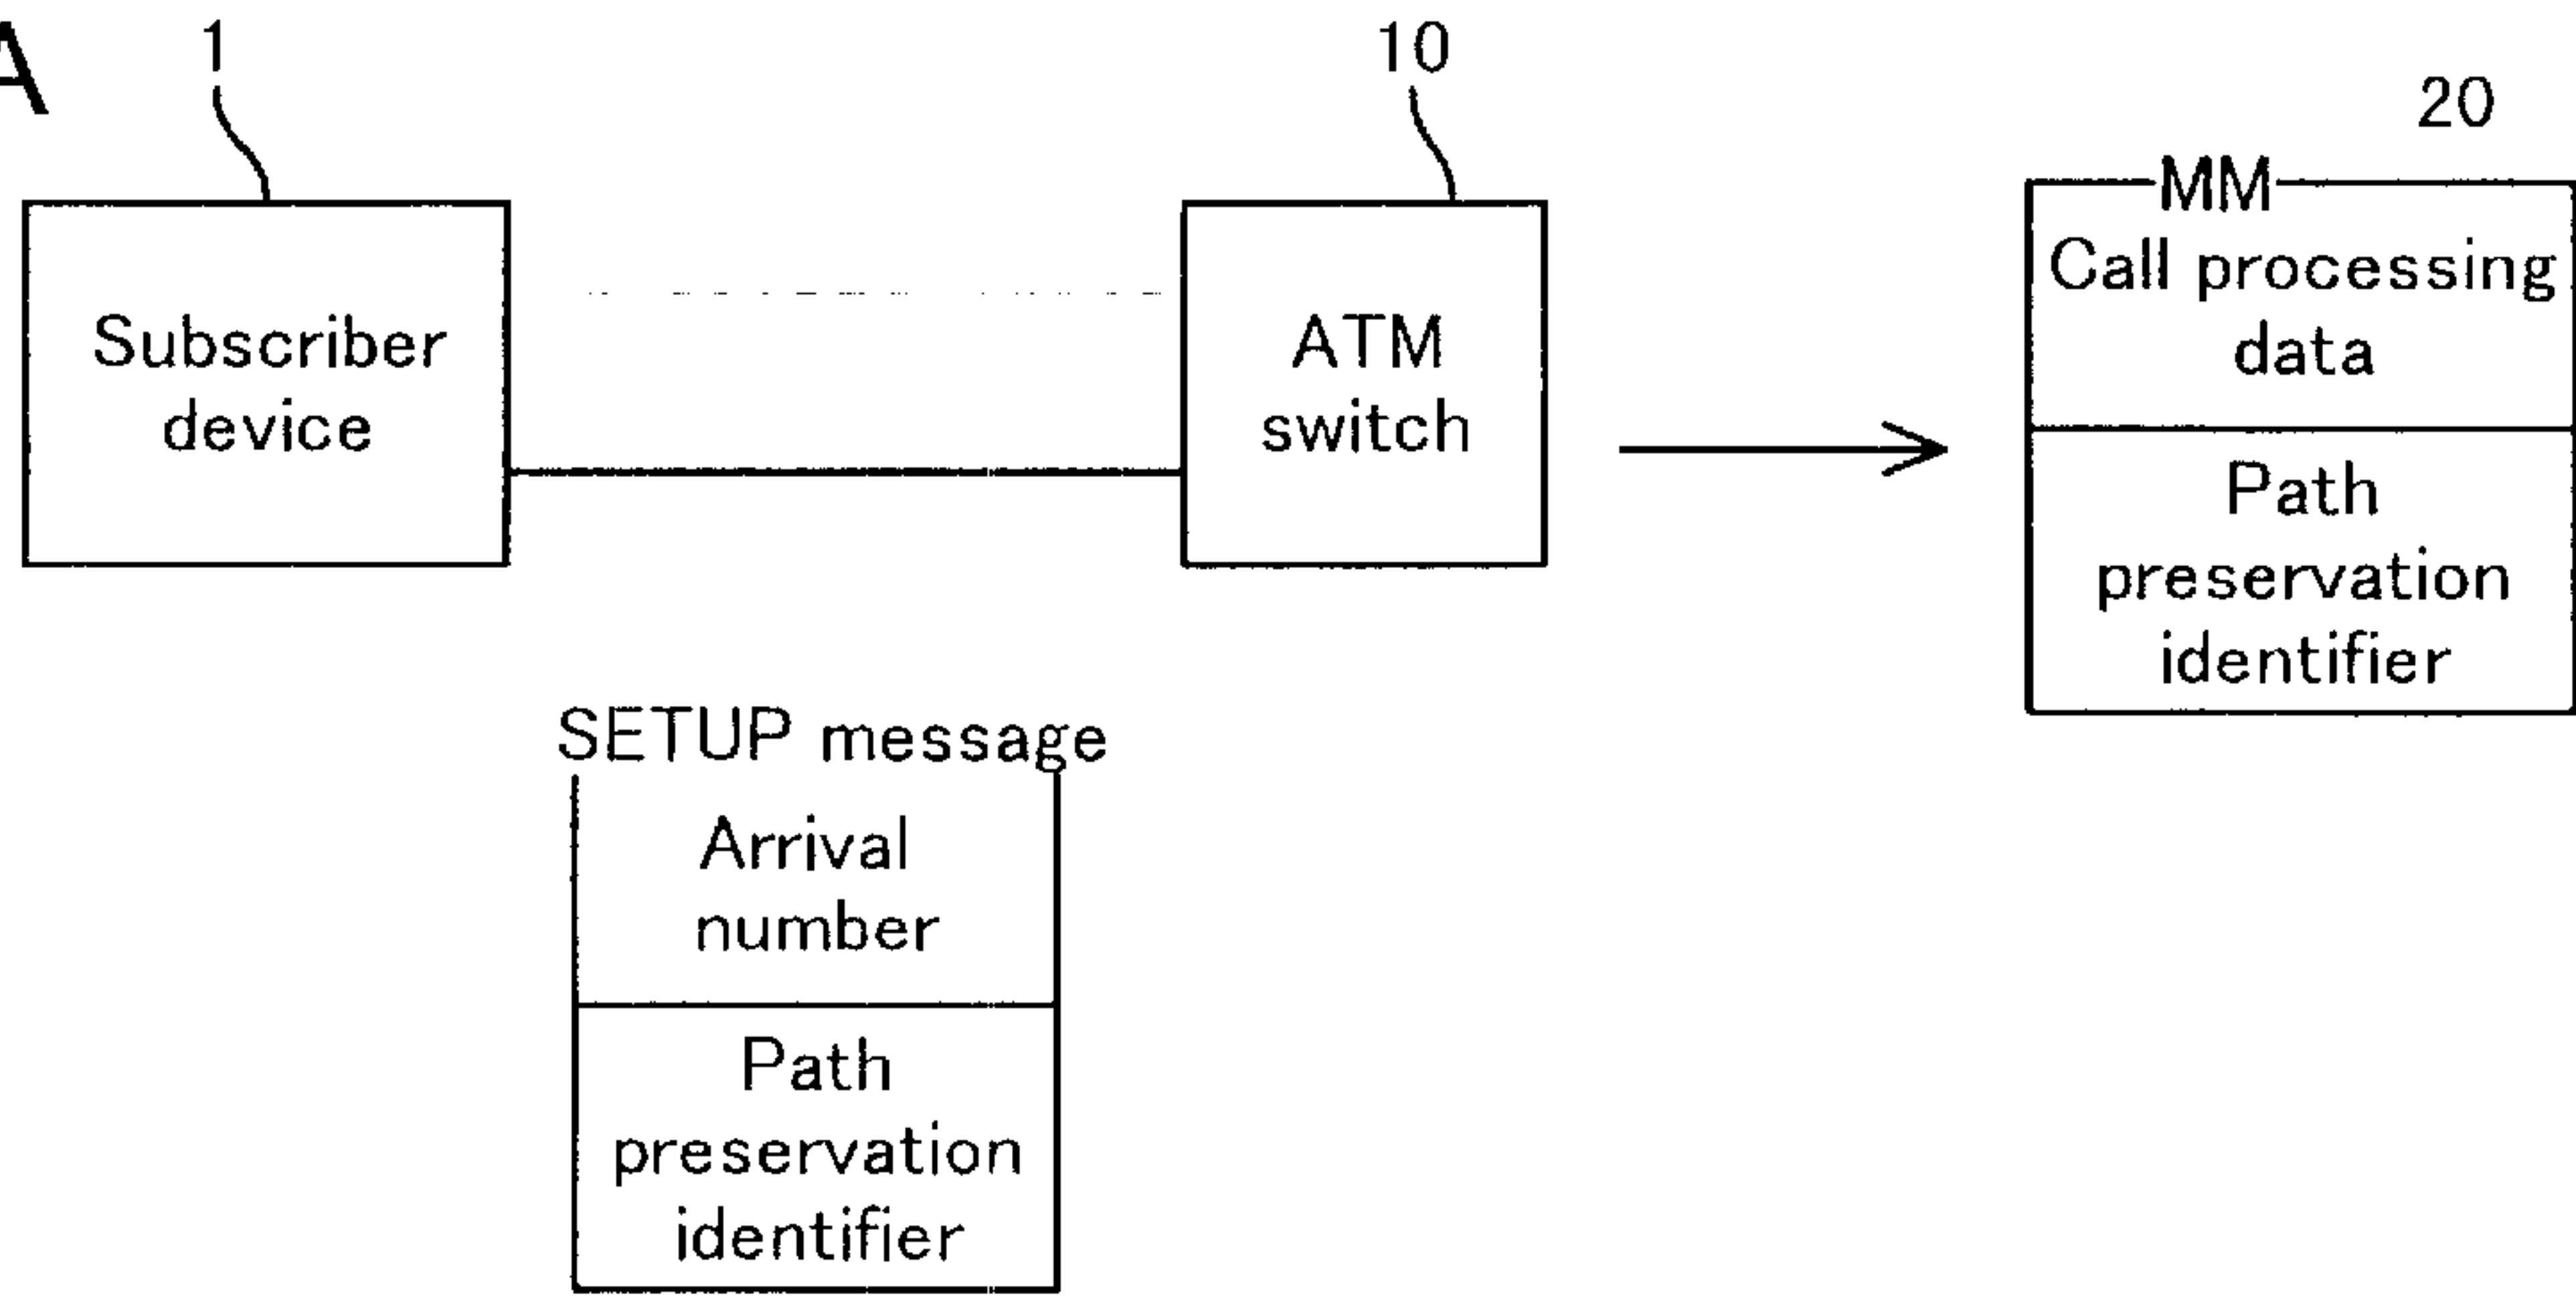 A
1
10
20
Subscriber
device
ATM
switch
MM
Call processing
data
Path
preservation
identifier
SETUP message
Arrival
number
Path
preservation
identifier